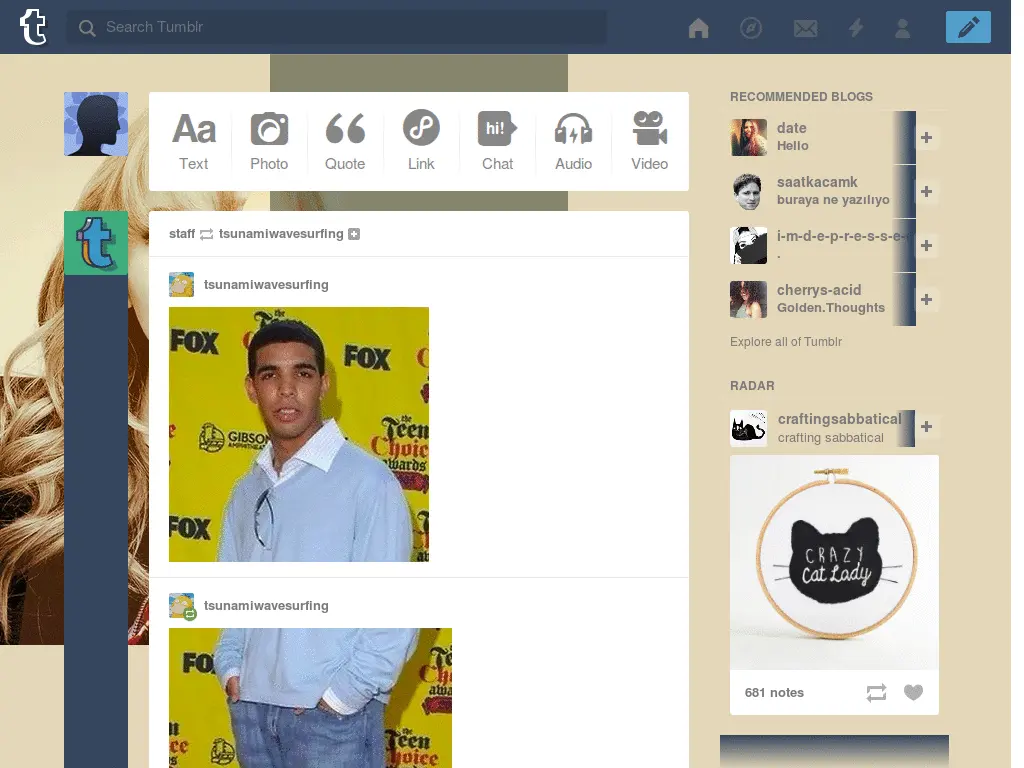 Search Tumblr
Aa
Text
Photo
Quote
Link
hi!
Chat
Audio
Video
staff tsunamiwavesurfing
tsunamiwavesurfing
FOX
FOX
the
Teen
Choice
awards
GIBSON
AMPHITHEATER
FOX
tsunamiwavesurfing
FO
the
Teen
Choice
RECOMMENDED BLOGS
date
Hello
saatkacamk
buraya ne yazılıyo
i-m-d-e-p-r-e-s-s-e-
.
cherrys-acid
Golden.Thoughts
Explore all of Tumblr
RADAR
craftingsabbatical
crafting sabbatical
CRAZY
Cat Lady
681 notes